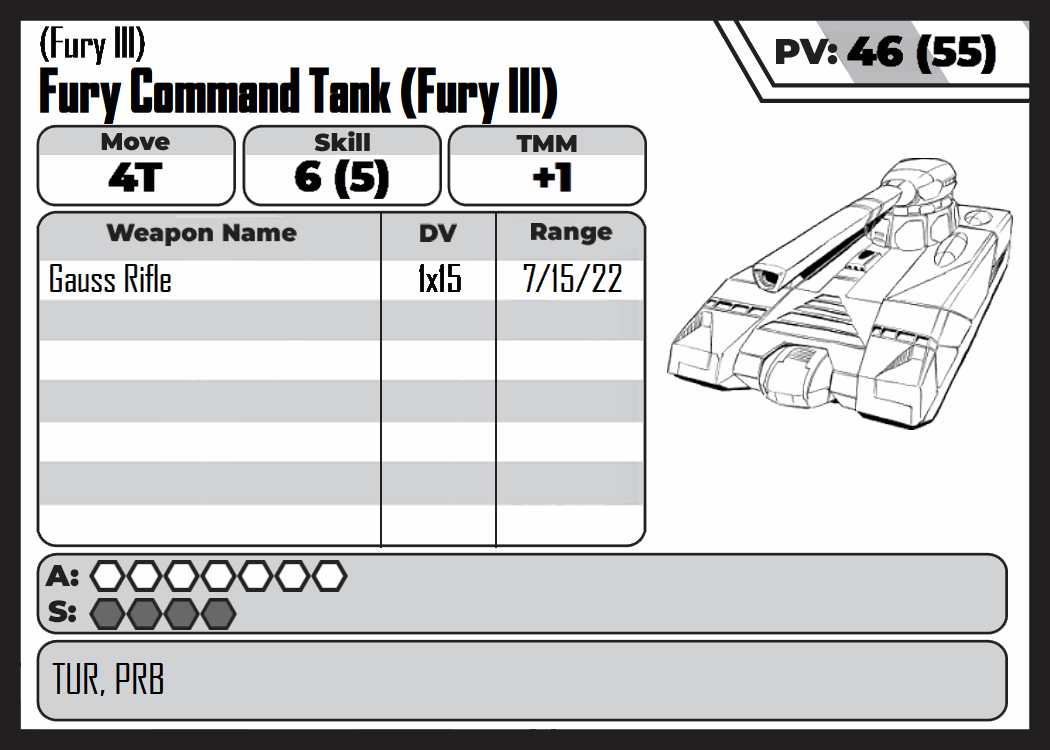 (Fury III)
Fury Command Tank (Fury III)
PV: 46 (55)
Move Skill TMM
4T 6 (5) +1
Weapon Name DV Range
Gauss Rifle 1x15 7/15/22
A:
S:
TUR, PRB